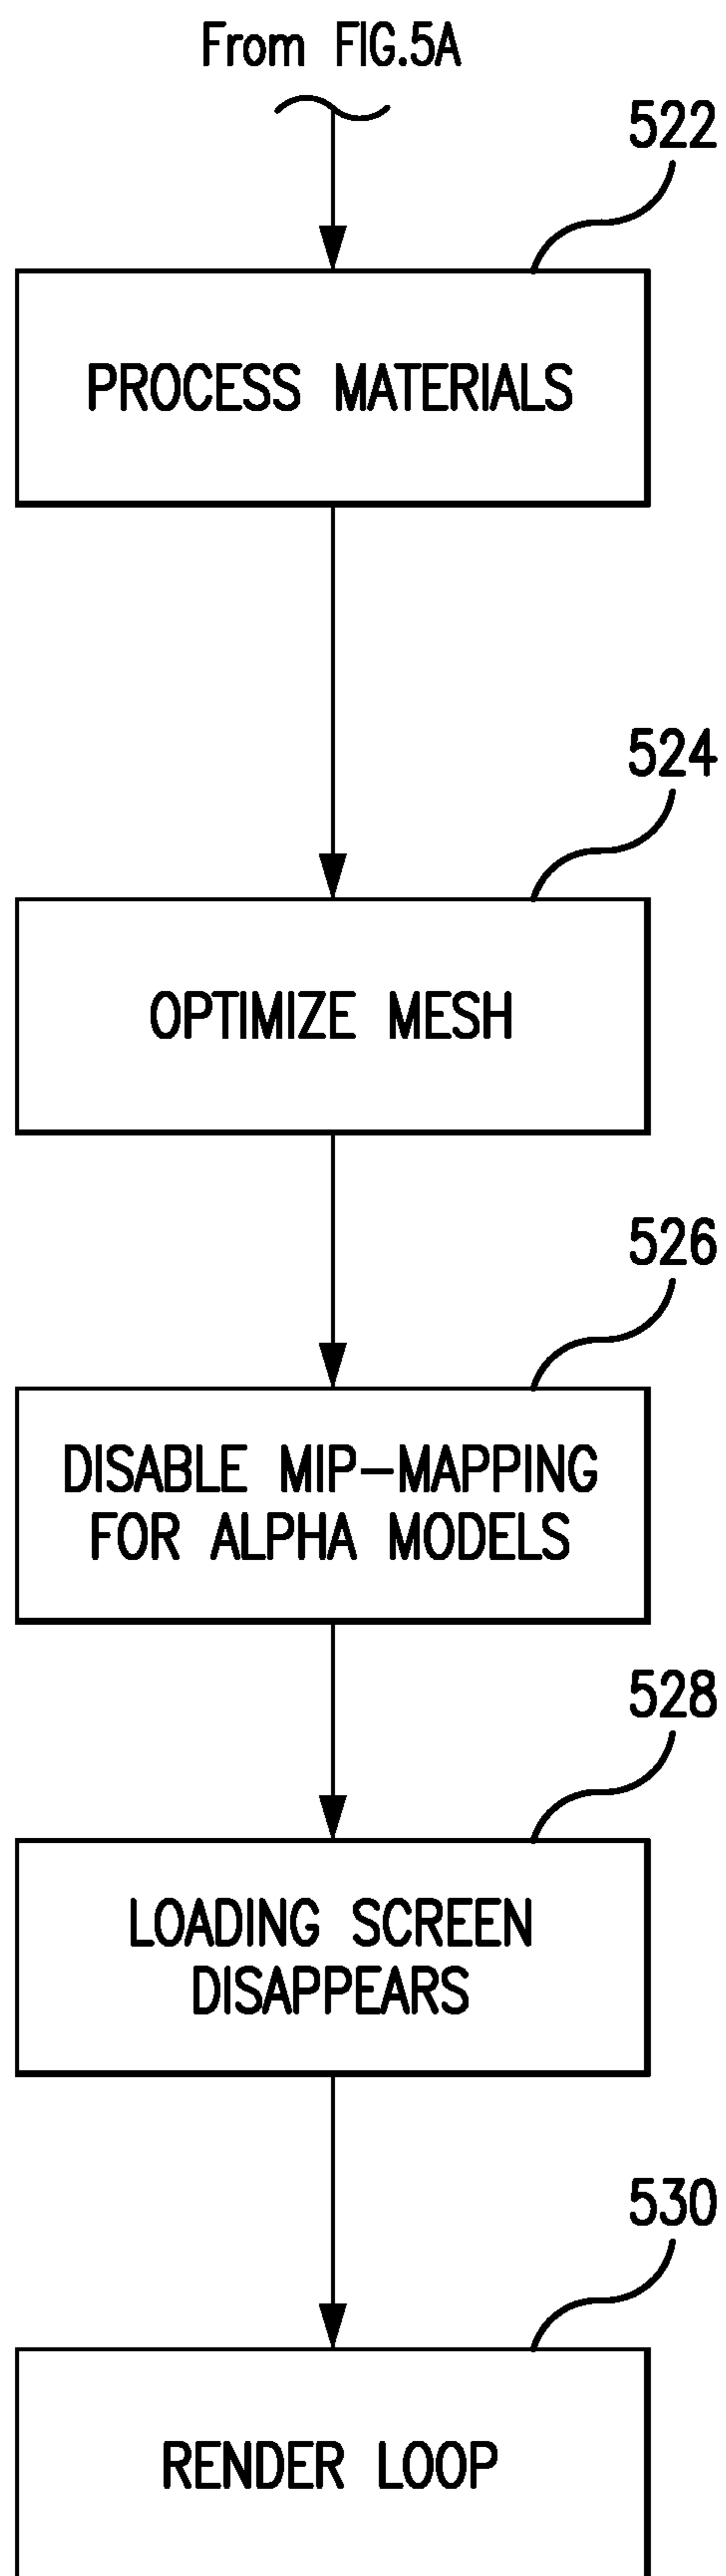 From FIG.5A
522
PROCESS MATERIALS
524
OPTIMIZE MESH
526
DISABLE MIP-MAPPING
FOR ALPHA MODELS
528
LOADING SCREEN
DISAPPEARS
530
RENDER LOOP